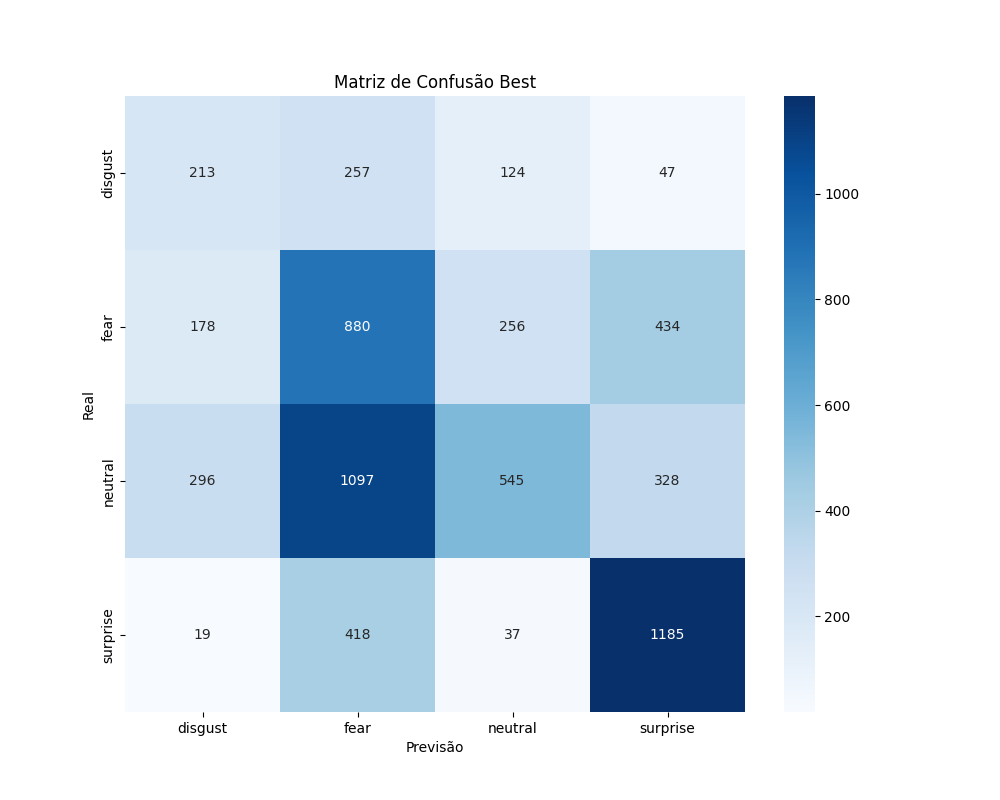 Matriz de Confusão Best
disgust 213 257 124 47
fear 178 880 256 434
neutral 296 1097 545 328
surprise 19 418 37 1185
disgust fear neutral surprise
Previsão
Real
1000
800
600
400
200